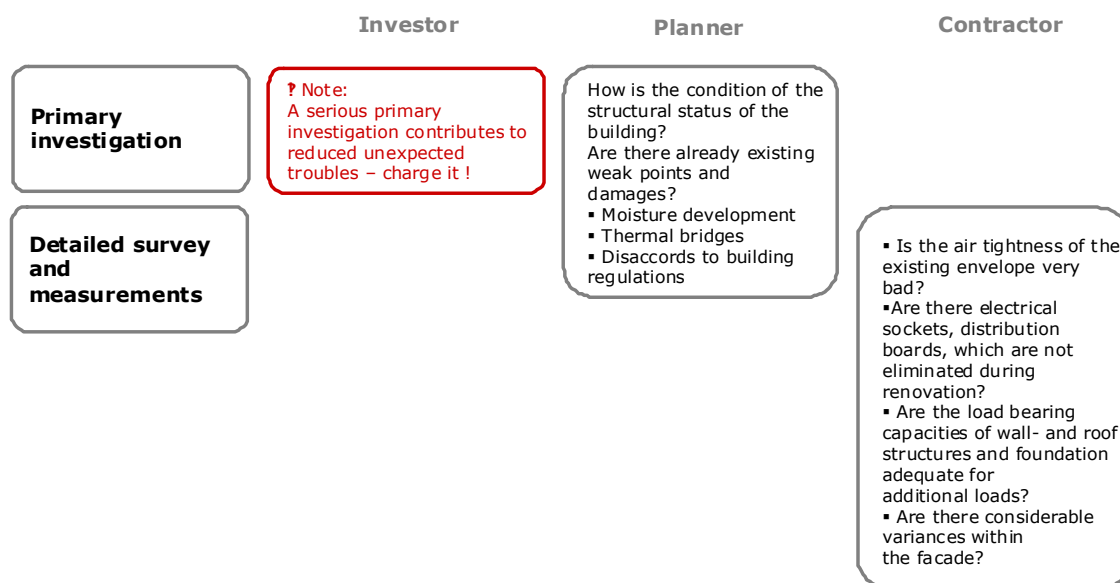 Investor
Planner
Contractor
Primary
investigation
‽ Note:
A serious primary
investigation contributes to
reduced unexpected
troubles – charge it !
How is the condition of the
structural status of the
building?
Are there already existing
weak points and
damages?
▪ Moisture development
▪ Thermal bridges
▪ Disaccords to building
regulations
Detailed survey
and
measurements
▪ Is the air tightness of the
existing envelope very
bad?
▪Are there electrical
sockets, distribution
boards, which are not
eliminated during
renovation?
▪ Are the load bearing
capacities of wall- and roof
structures and foundation
adequate for
additional loads?
▪ Are there considerable
variances within
the facade?